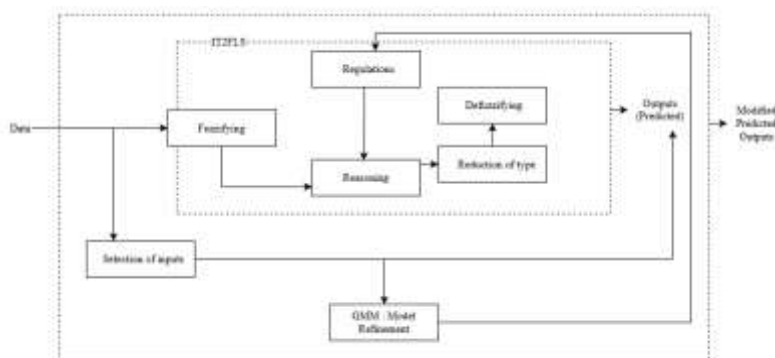 IT2FLS
Regulations
Defuzzifying
Outputs
(Predicted)
Modified
Predicted
Outputs
Data
Fuzzifying
Reasoning
Reduction of type
Selection of inputs
GMM : Model
Refinement